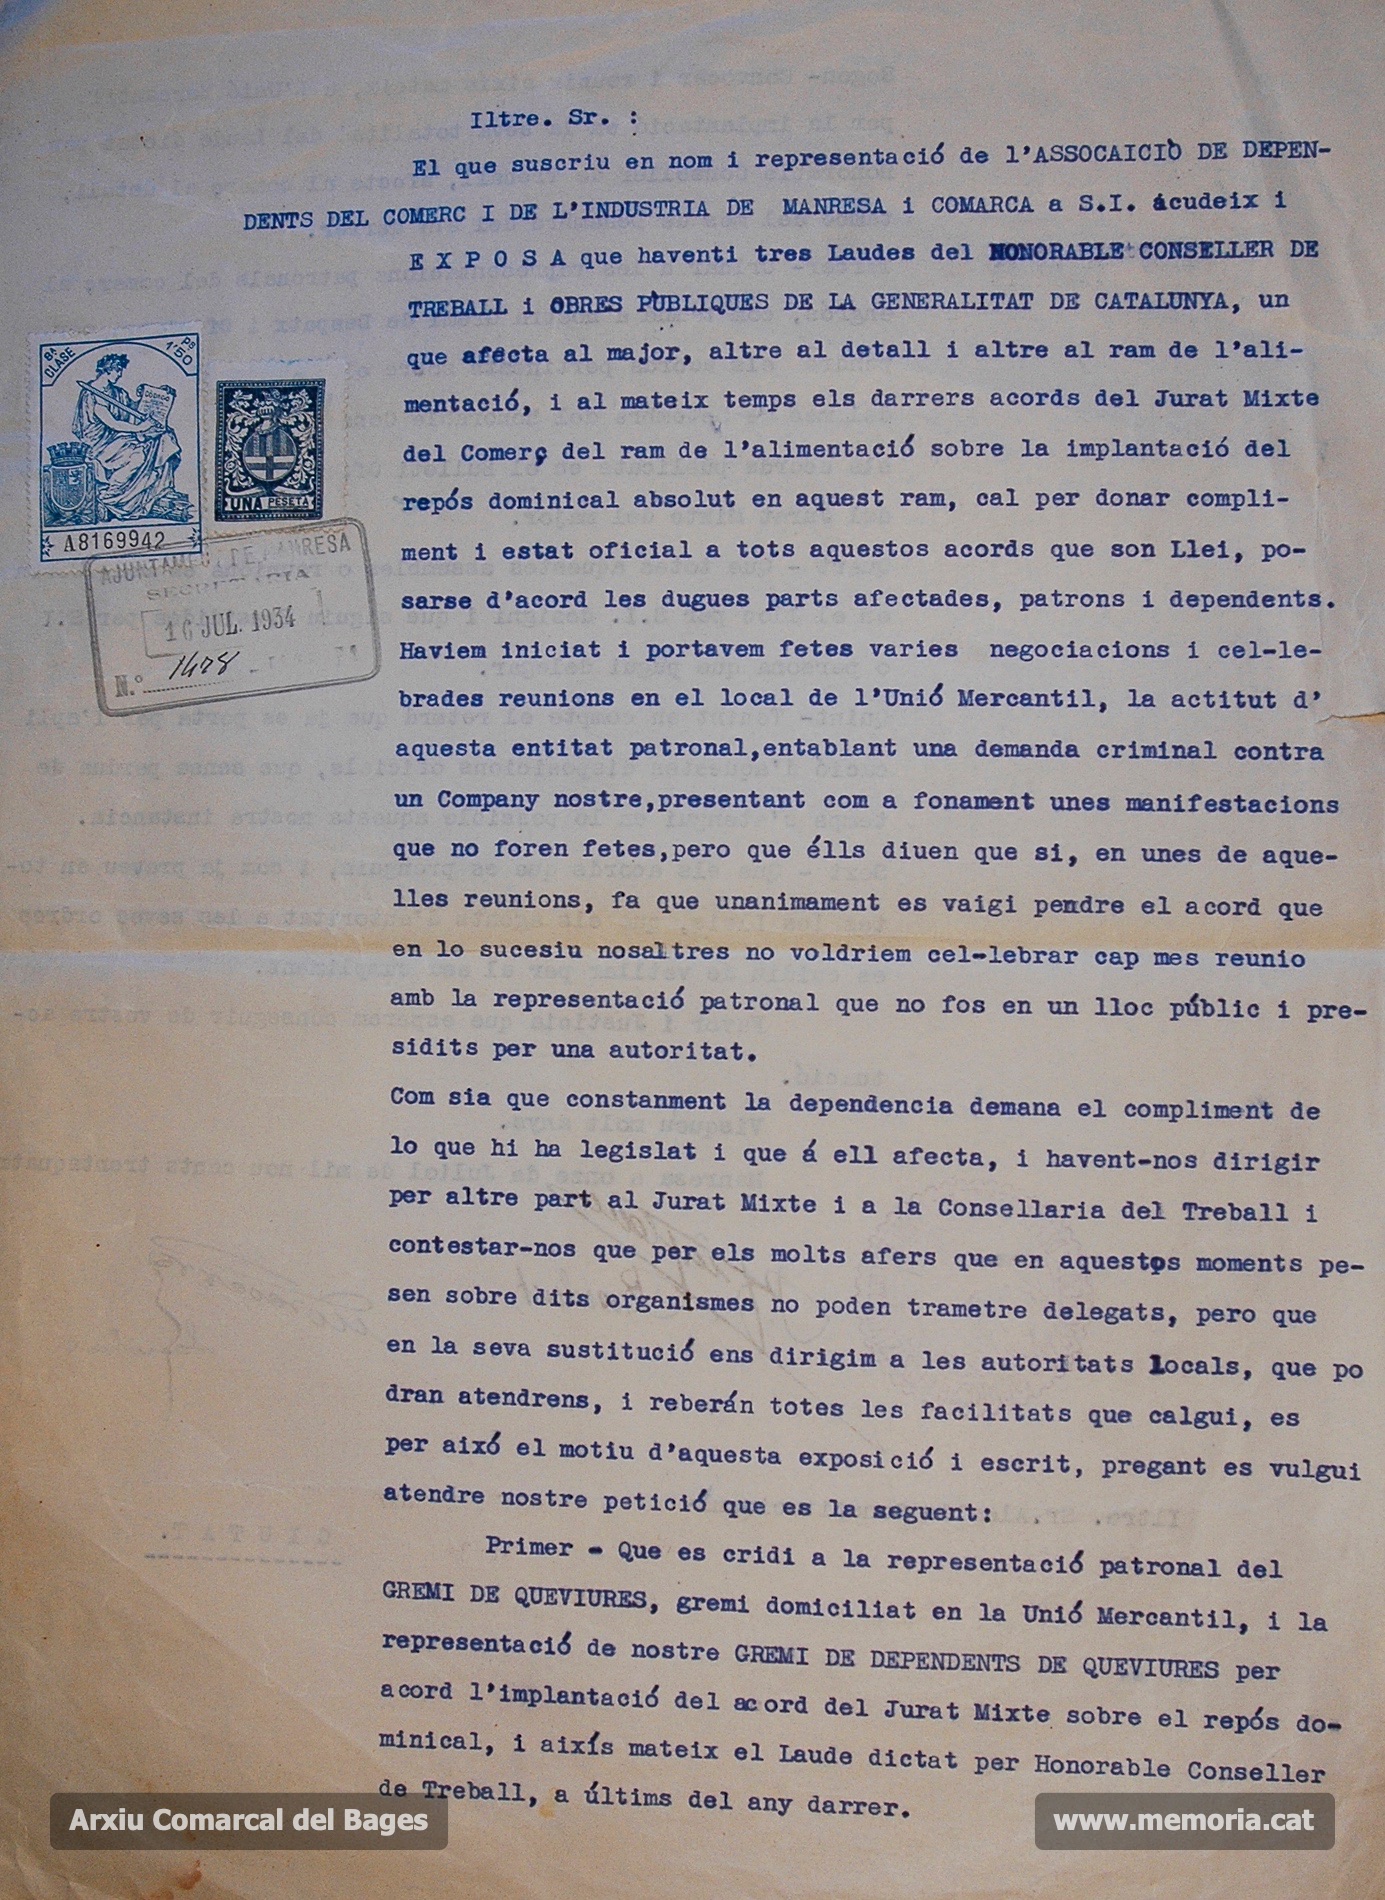 Iltre. Sr. :
El que suscriu en nom i representació de l'ASSOCAICIÓ DE DEPEN-
DENTS DEL COMERC I DE L'INDUSTRIA DE MANRESA i COMARCA a S.I. ácudeix i
E X P O S A que haventi tres Laudes del HONORABLE CONSELLER DE
TREBALL i OBRES PÙBLIQUES DE LA GENERALITAT DE CATALUNYA, un
que afecta al major, altre al detall i altre al ram de l'ali-
mentació, i al mateix temps els darrers acords del Jurat Mixte
del Comerç del ram de l'alimentació sobre la implantació del
repós dominical absolut en aquest ram, cal per donar compli-
ment i estat oficial a tots aquestos acords que son Llei, po-
sarse d'acord les dugues parts afectades, patrons i dependents.
Haviem iniciat i portavem fetes varies negociacions i cel-le-
brades reunions en el local de l'Unió Mercantil, la actitut d'
aquesta entitat patronal,entablant una demanda criminal contra
un Company nostre,presentant com a fonament unes manifestacions
que no foren fetes,pero que élls diuen que si, en unes de aque-
lles reunions, fa que unanimament es vaigi pendre el acord que
en lo sucesiu nosaltres no voldriem cel-lebrar cap mes reunio
amb la representació patronal que no fos en un lloc públic i pre-
sidits per una autoritat.
Com sia que constanment la dependencia demana el compliment de
lo que hi ha legislat i que á ell afecta, i havent-nos dirigir
per altre part al Jurat Mixte i a la Consellaria del Treball i
contestar-nos que per els molts afers que en aquestos moments pe-
sen sobre dits organismes no poden trametre delegats, pero que
en la seva sustitució ens dirigim a les autoritats locals, que po
dran atendrens, i reberán totes les facilitats que calgui, es
per aixó el motiu d'aquesta exposició i escrit, pregant es vulgui
atendre nostre petició que es la seguent:
Primer - Que es cridi a la representació patronal del
GREMI DE QUEVIURES, gremi domiciliat en la Unió Mercantil, i la
representació de nostre GREMI DE DEPENDENTS DE QUEVIURES per
acord l'implantació del acord del Jurat Mixte sobre el repós do-
minical, i aixís mateix el Laude dictat per Honorable Conseller
de Treball, a últims del any darrer.
8ª CLASE
1'50 Ps
CODIGO
A8169942
UNA PESETA
AJUNTAMENT DE MANRESA
SECRETARIA
16 JUL. 1934
N.º 1478
Arxiu Comarcal del Bages
www.memoria.cat